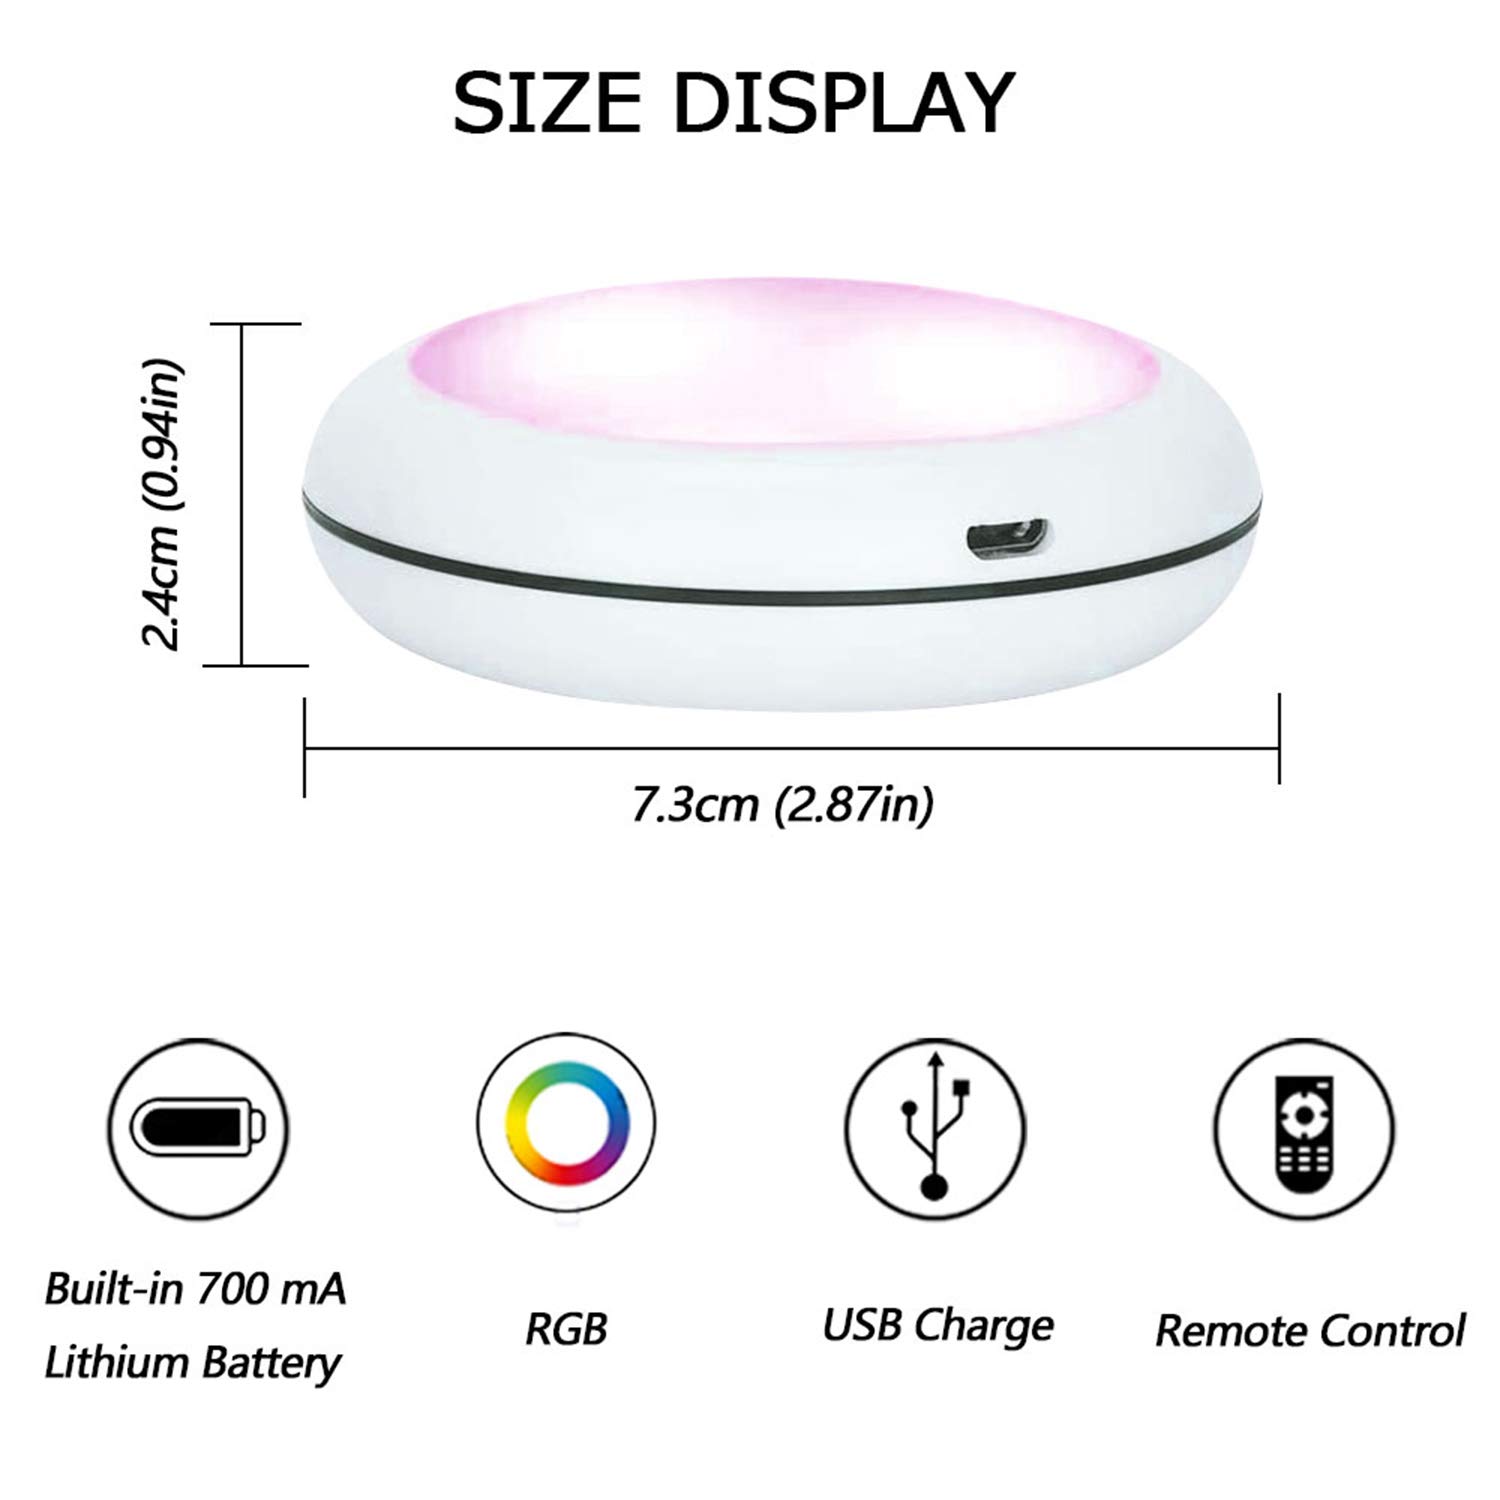 SIZE DISPLAY
2.4cm (0.94in)
7.3cm (2.87in)
Built-in 700 mA
Lithium Battery
RGB
USB Charge
Remote Control